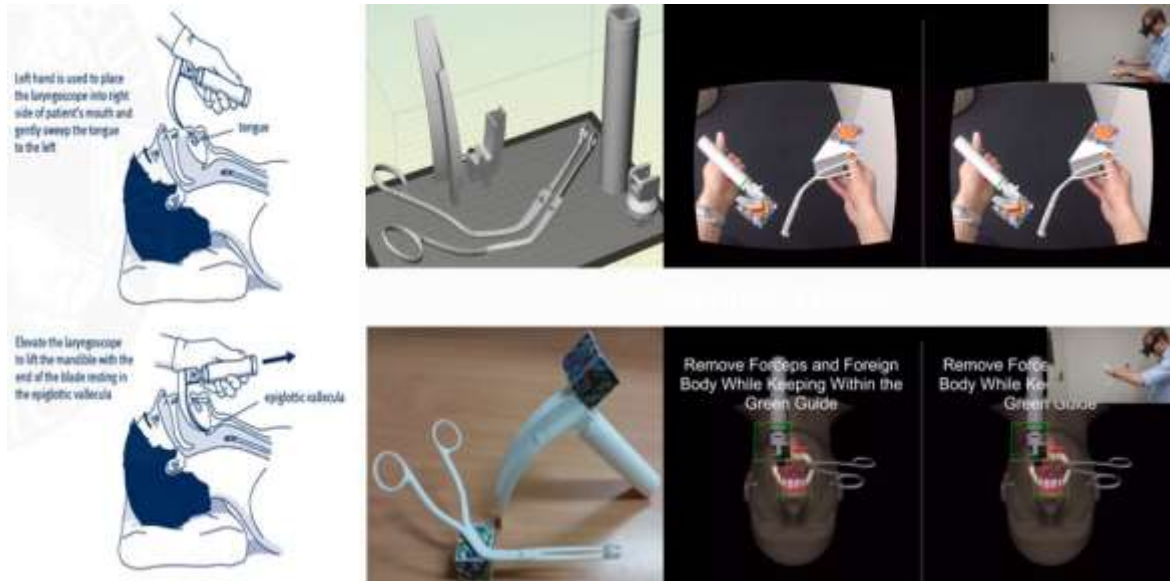 Left hand is used to place
the laryngoscope into right
side of patient's mouth and
gently sweep the tongue
to the left
tongue
Elevate the laryngoscope
to lift the mandible with the
end of the blade resting in
the epiglotic vallecula
epiglotic vallecula
Remove Forceps and Foreign
Body While Keeping Within the
Green Guide
Remove Force
Body While Ke
Green Guide